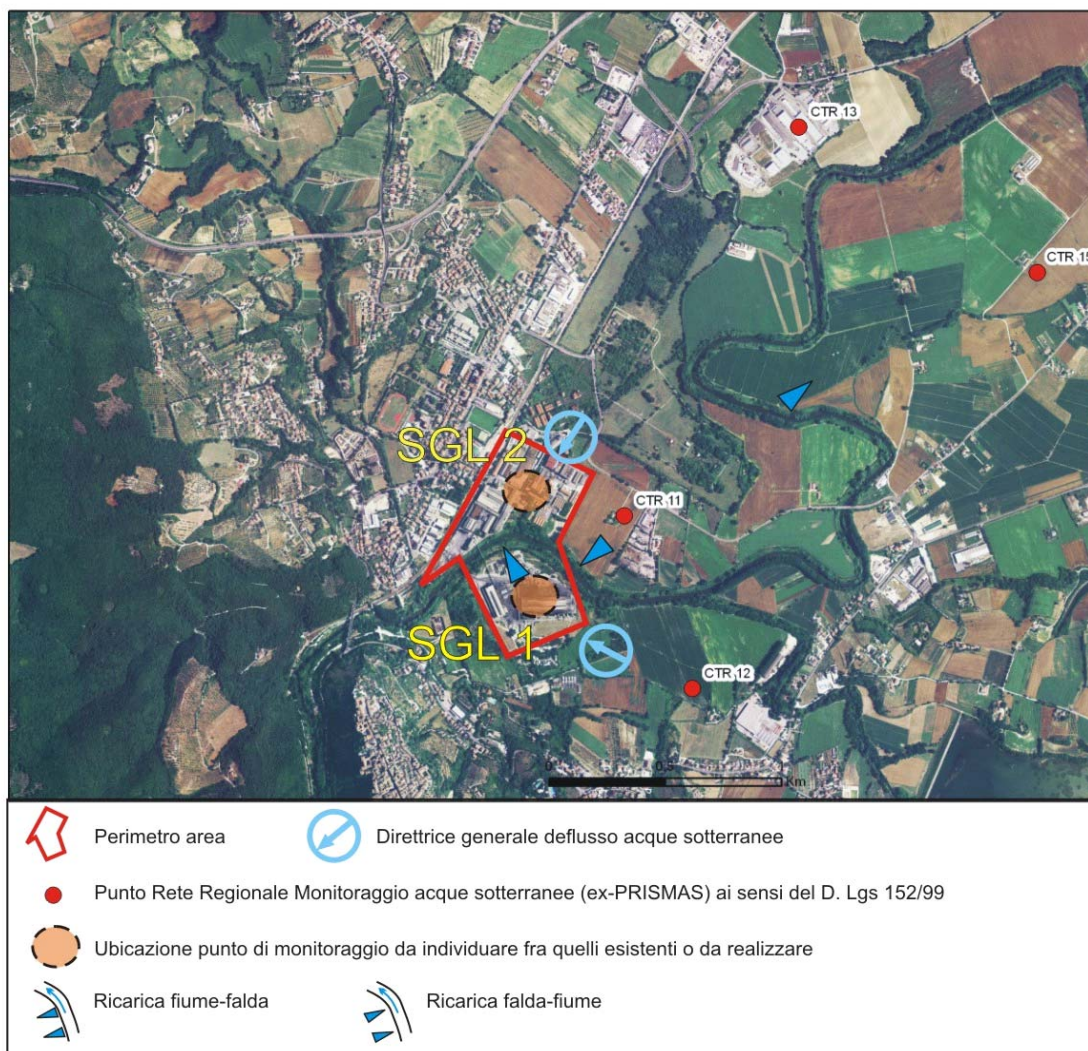 CTR 13
CTR 15
SGL 2
CTR 11
SGL 1
CTR 12
0
Km
Perimetro area
Direttrice generale deflusso acque sotterranee
Punto Rete Regionale Monitoraggio acque sotterranee (ex-PRISMAS) ai sensi del D. Lgs 152/99
Ubicazione punto di monitoraggio da individuare fra quelli esistenti o da realizzare
Ricarica fiume-falda
Ricarica falda-fiume